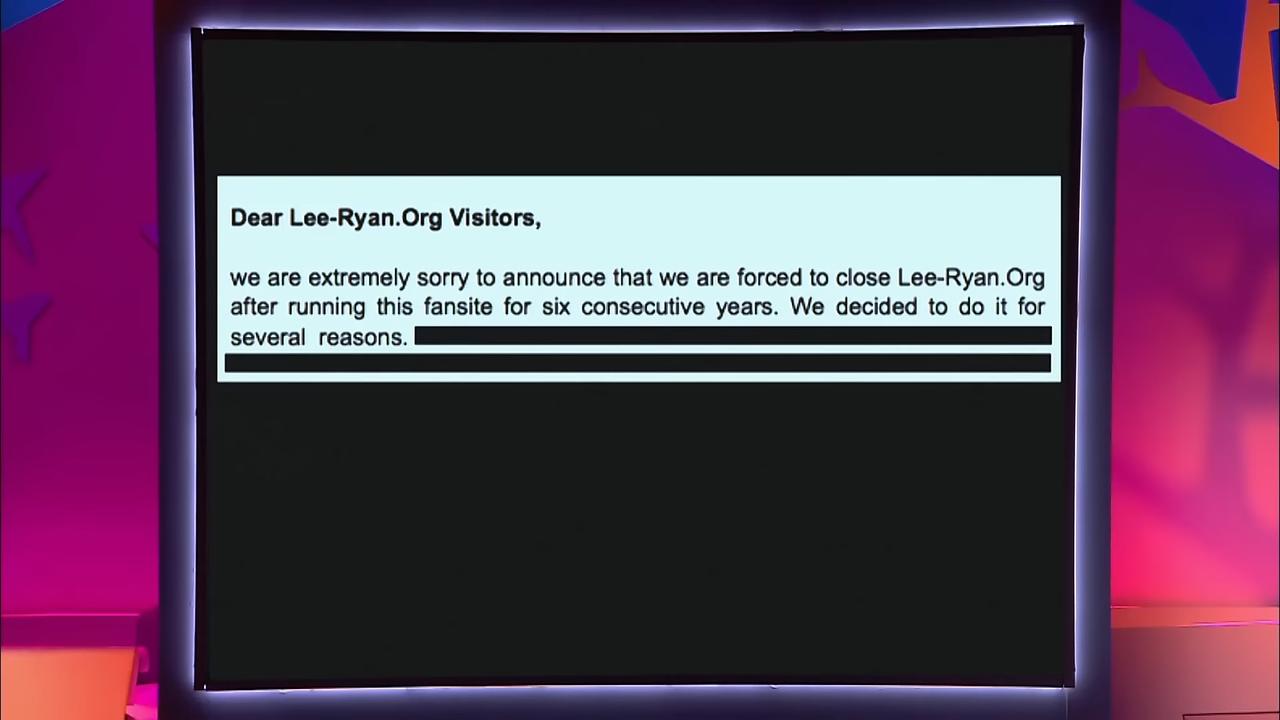 Dear Lee-Ryan.Org Visitors,
we are extremely sorry to announce that we are forced to close Lee-Ryan.Org
after running this fansite for six consecutive years. We decided to do it for
several reasons.